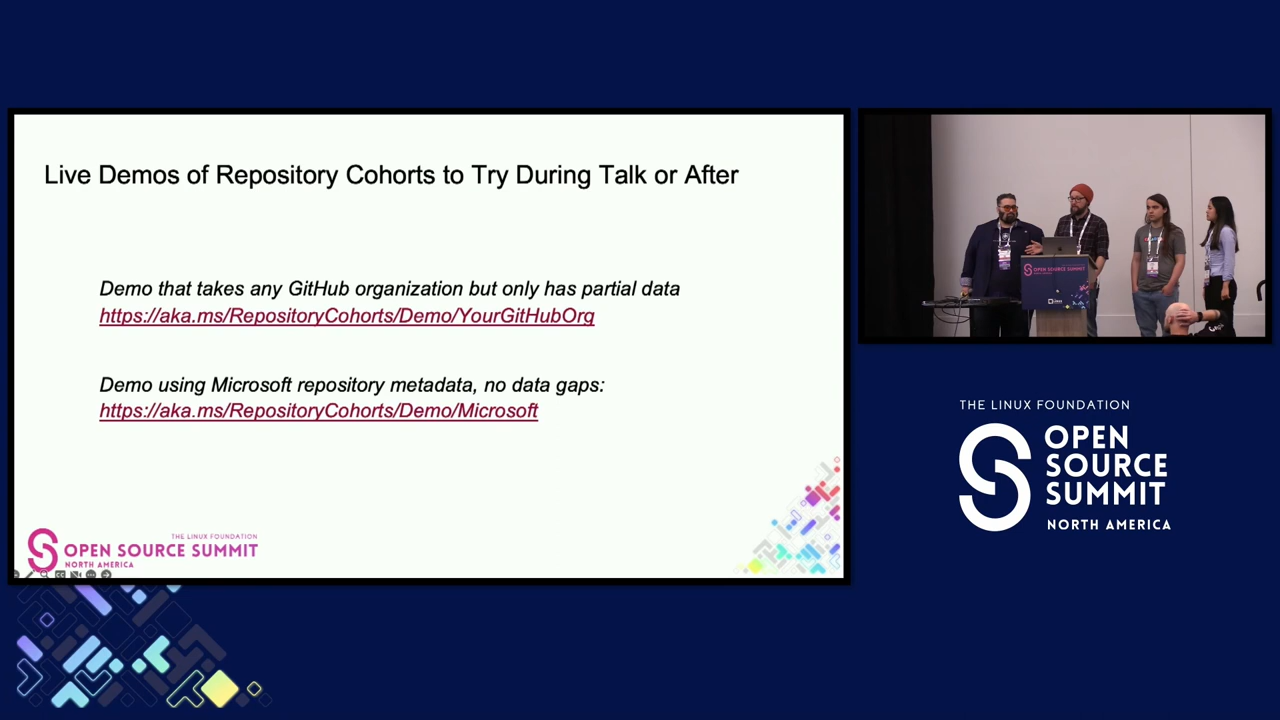 Live Demos of Repository Cohorts to Try During Talk or After
Demo that takes any GitHub organization but only has partial data
https://aka.ms/RepositoryCohorts/Demo/YourGitHubOrg
Demo using Microsoft repository metadata, no data gaps:
https://aka.ms/RepositoryCohorts/Demo/Microsoft
THE LINUX FOUNDATION
OPEN SOURCE SUMMIT
NORTH AMERICA
OPEN SOURCE SUMMIT
THE LINUX FOUNDATION
OPEN
SOURCE
SUMMIT
NORTH AMERICA